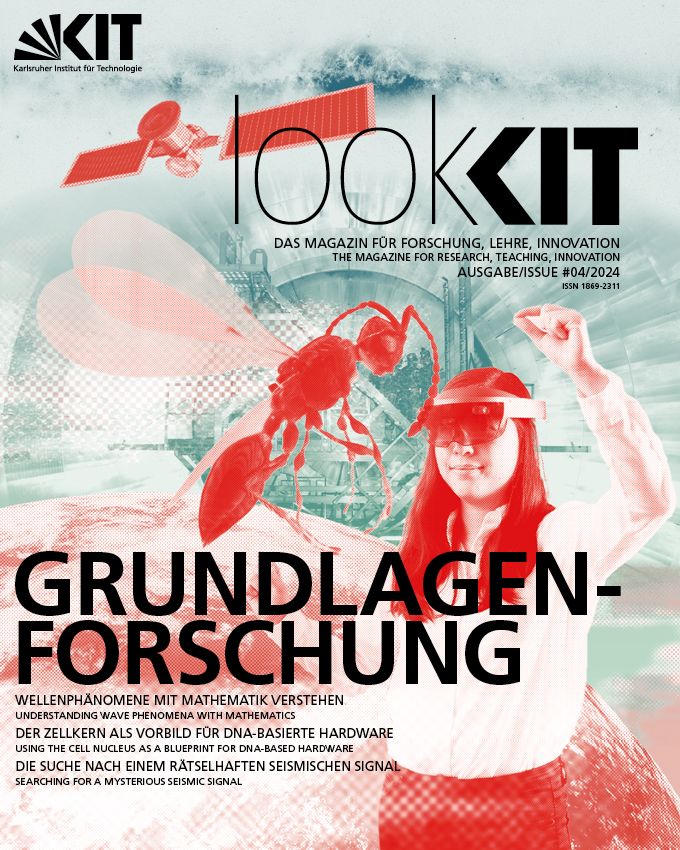 KIT
Karlsruher Institut für Technologie
lookKIT
DAS MAGAZIN FÜR FORSCHUNG, LEHRE, INNOVATION
THE MAGAZINE FOR RESEARCH, TEACHING, INNOVATION
AUSGABE/ISSUE #04/2024
ISSN 1869-2311
GRUNDLAGEN-
FORSCHUNG
WELLENPHÄNOMENE MIT MATHEMATIK VERSTEHEN
UNDERSTANDING WAVE PHENOMENA WITH MATHEMATICS
DER ZELLKERN ALS VORBILD FÜR DNA-BASIERTE HARDWARE
USING THE CELL NUCLEUS AS A BLUEPRINT FOR DNA-BASED HARDWARE
DIE SUCHE NACH EINEM RÄTSELHAFTEN SEISMISCHEN SIGNAL
SEARCHING FOR A MYSTERIOUS SEISMIC SIGNAL